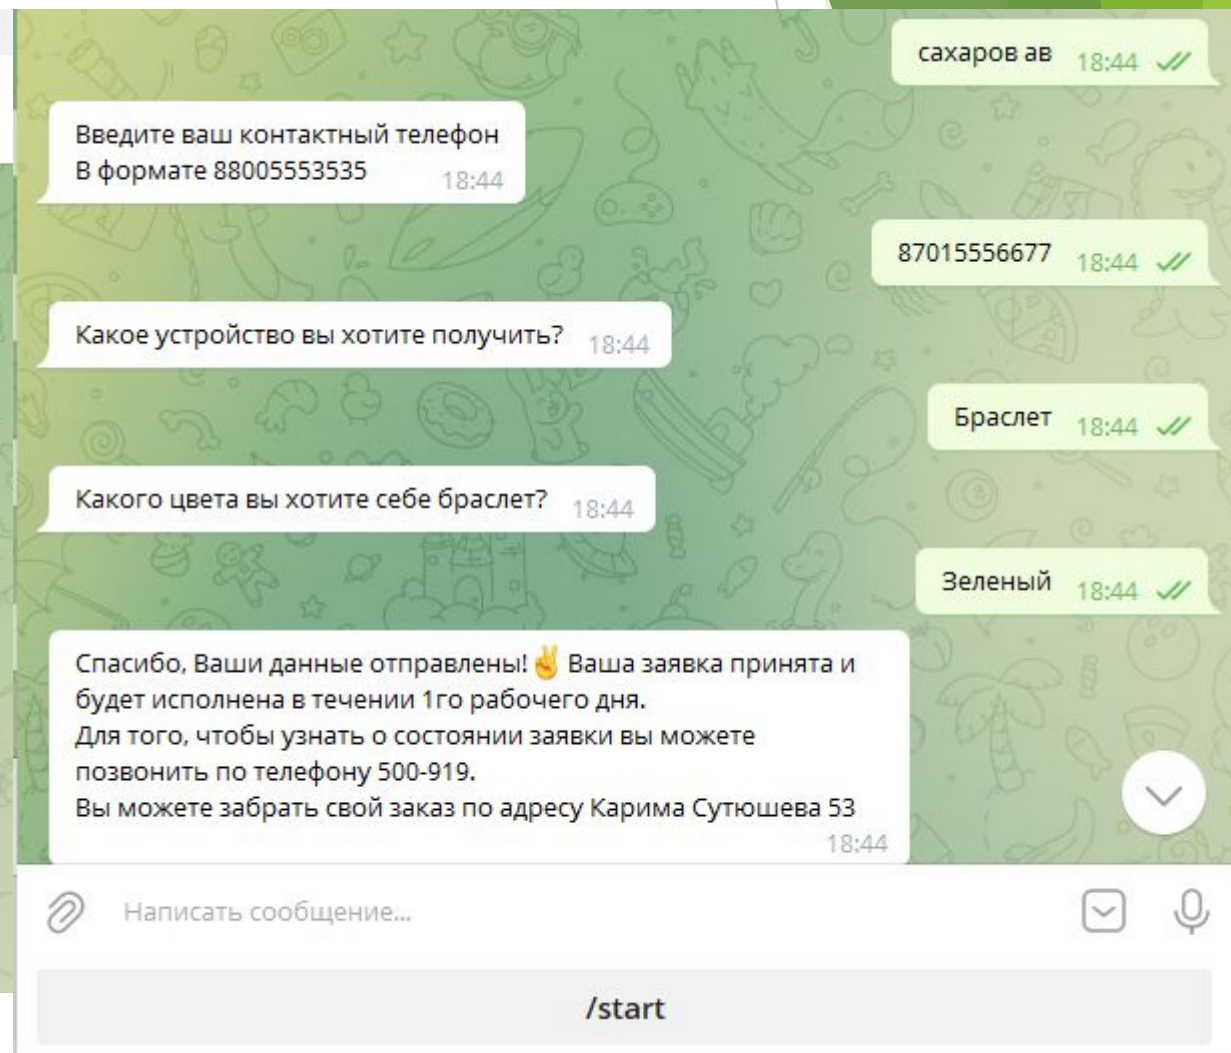 сахаров ав 18:44
Введите ваш контактный телефон
В формате 88005553535 18:44
87015556677 18:44
Какое устройство вы хотите получить? 18:44
Браслет 18:44
Какого цвета вы хотите себе браслет? 18:44
Зеленый 18:44
Спасибо, Ваши данные отправлены!✌ Ваша заявка принята и
будет исполнена в течении 1го рабочего дня.
Для того, чтобы узнать о состоянии заявки вы можете
позвонить по телефону 500-919.
Вы можете забрать свой заказ по адресу Карима Сутюшева 53
18:44
Написать сообщение...
/start